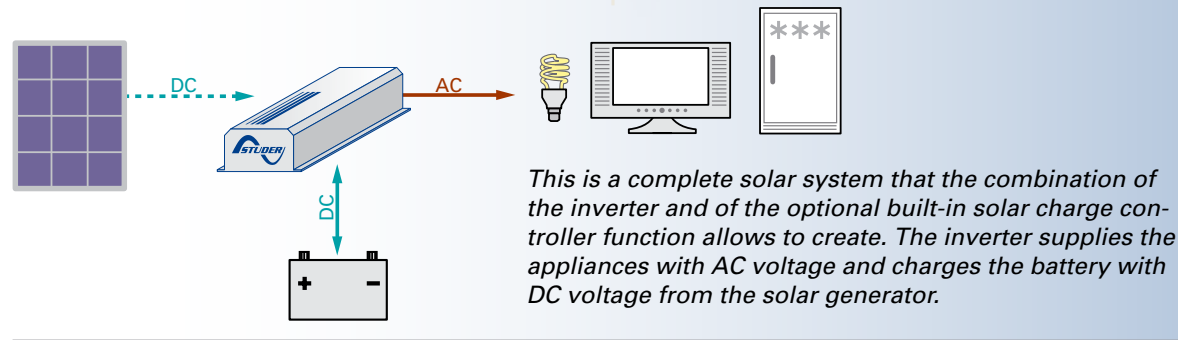 DC
AC
STUDER
DC
+ -
This is a complete solar system that the combination of
the inverter and of the optional built-in solar charge con-
troller function allows to create. The inverter supplies the
appliances with AC voltage and charges the battery with
DC voltage from the solar generator.